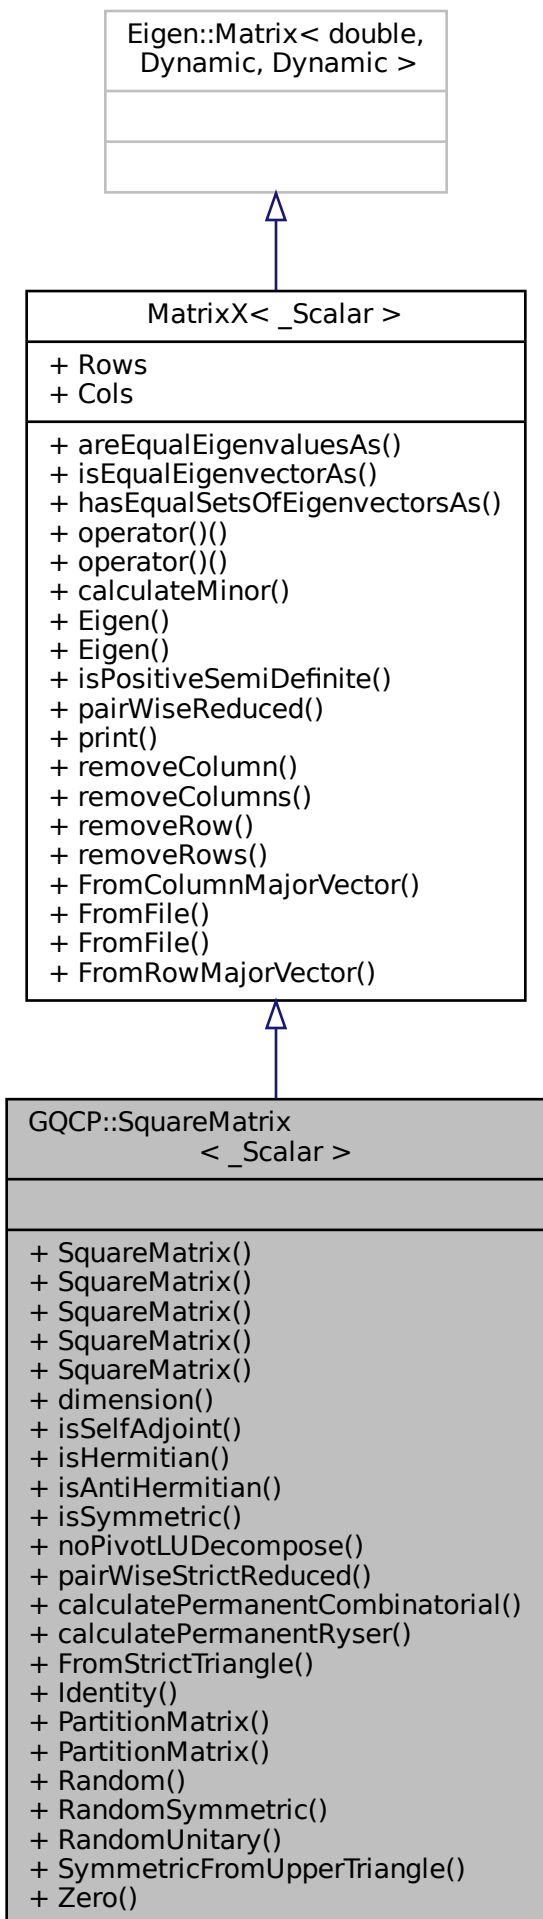 Eigen::Matrix< double,
Dynamic, Dynamic >
MatrixX< _Scalar >
+ Rows
+ Cols
+ areEqualEigenvaluesAs()
+ isEqualEigenvectorAs()
+ hasEqualSetsOfEigenvectorsAs()
+ operator()()
+ operator()()
+ calculateMinor()
+ Eigen()
+ Eigen()
+ isPositiveSemiDefinite()
+ pairWiseReduced()
+ print()
+ removeColumn()
+ removeColumns()
+ removeRow()
+ removeRows()
+ FromColumnMajorVector()
+ FromFile()
+ FromFile()
+ FromRowMajorVector()
GQCP::SquareMatrix
< _Scalar >
+ SquareMatrix()
+ SquareMatrix()
+ SquareMatrix()
+ SquareMatrix()
+ SquareMatrix()
+ dimension()
+ isSelfAdjoint()
+ isHermitian()
+ isAntiHermitian()
+ isSymmetric()
+ noPivotLUDecompose()
+ pairWiseStrictReduced()
+ calculatePermanentCombinatorial()
+ calculatePermanentRyser()
+ FromStrictTriangle()
+ Identity()
+ PartitionMatrix()
+ PartitionMatrix()
+ Random()
+ RandomSymmetric()
+ RandomUnitary()
+ SymmetricFromUpperTriangle()
+ Zero()